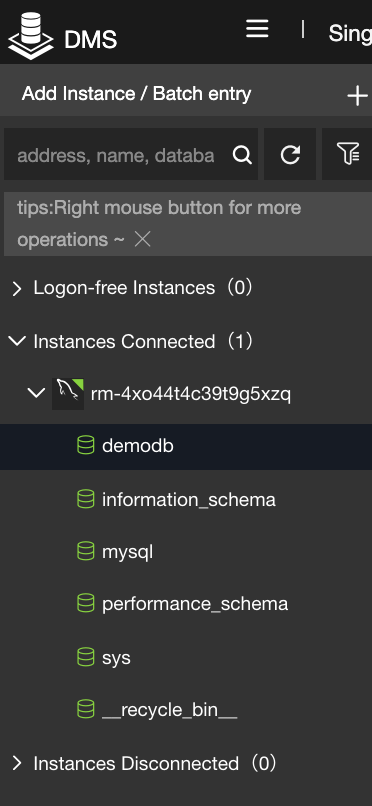 DMS
Sing
Add Instance / Batch entry
address, name, databa
tips:Right mouse button for more
operations ~
Logon-free Instances（0）
Instances Connected（1）
rm-4xo44t4c39t9g5xzq
demodb
information_schema
mysql
performance_schema
sys
__recycle_bin__
Instances Disconnected（0）